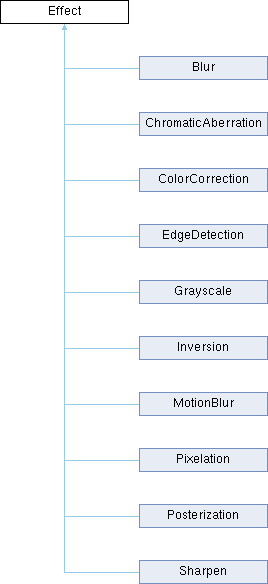 Effect
Blur
ChromaticAberration
ColorCorrection
EdgeDetection
Grayscale
Inversion
MotionBlur
Pixelation
Posterization
Sharpen